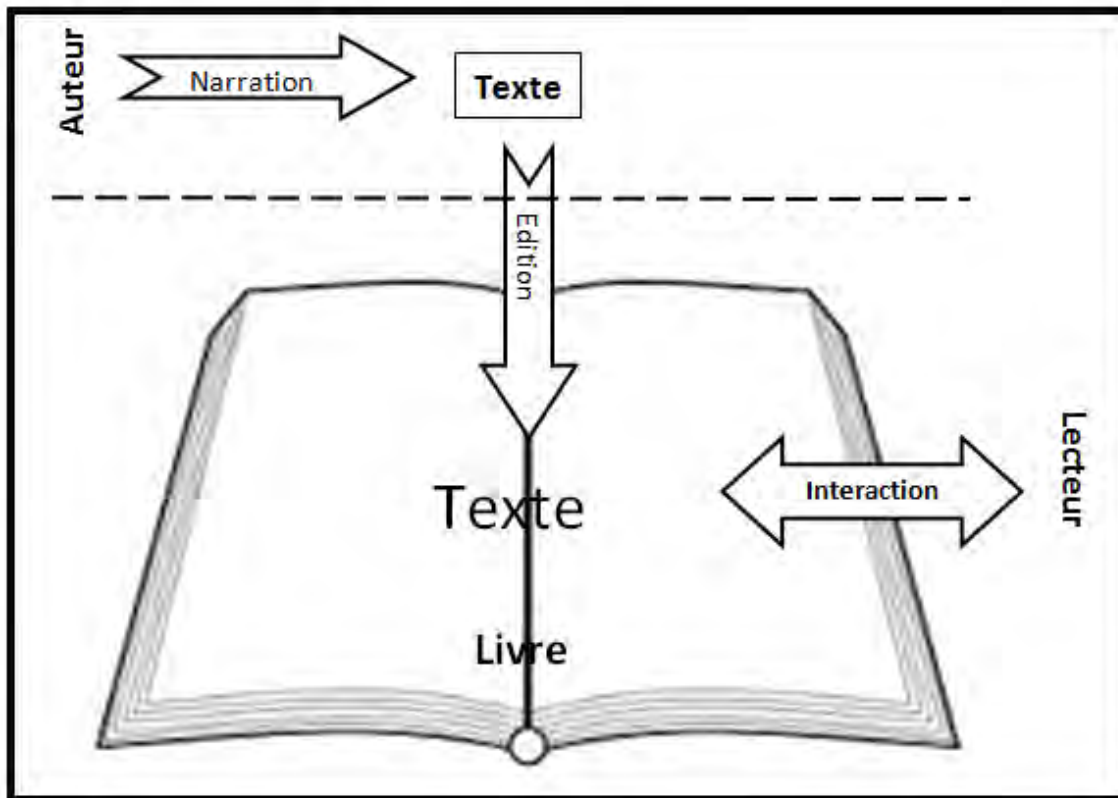 Auteur
Narration
Texte
Edition
Texte
Interaction
Lecteur
Livre